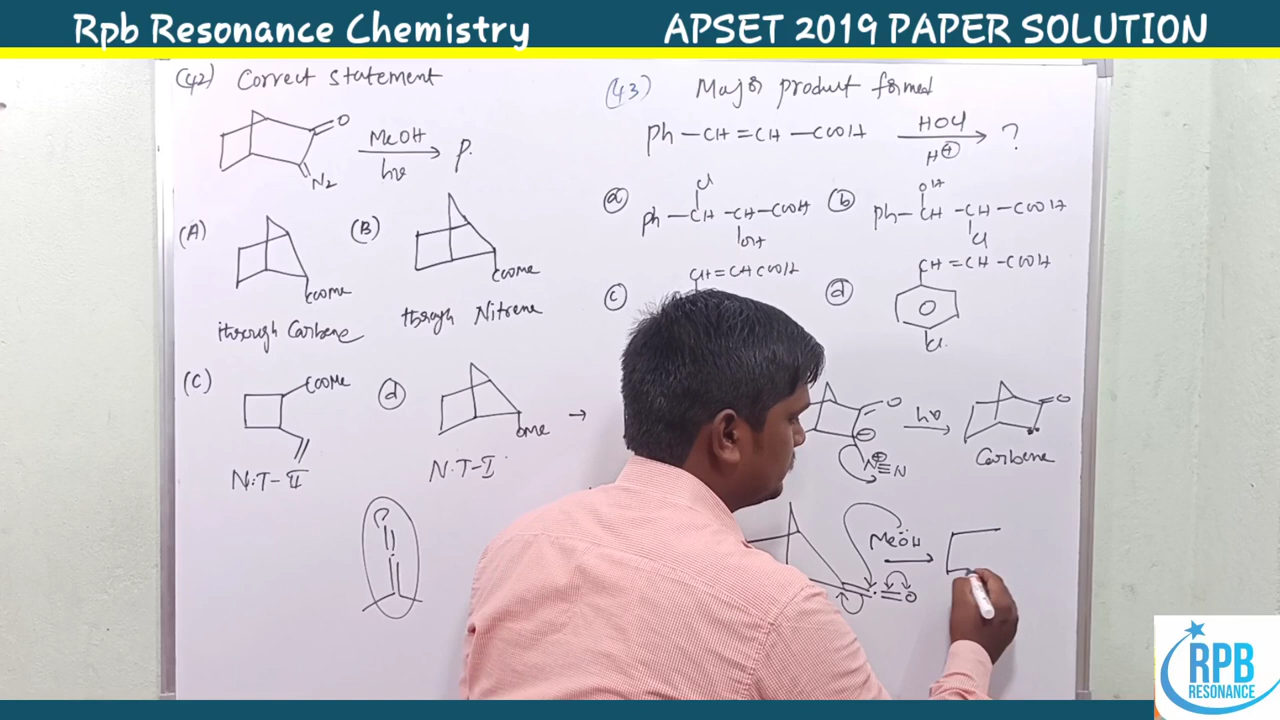 Rpb Resonance Chemistry
APSET 2019 PAPER SOLUTION
(42) Correct statement
O
N2
MeOH
hν
P.
(A)
COOMe
through Carbene
(B)
COOMe
through Nitrene
(C)
COOMe
N.T-II
(d)
OMe
N.T-I
(43) Major product formed
Ph-CH=CH-COOH
HOCl
H⊕
?
(a)
Cl
Ph-CH-CH-COOH
OH
(b)
OH
Ph-CH-CH-COOH
Cl
(c)
CH=CHCOOH
(d)
CH=CH-COOH
Cl
O
⊖
N≡N
⊕
hν
O
Carbene
MeOH
O
RPB
RESONANCE